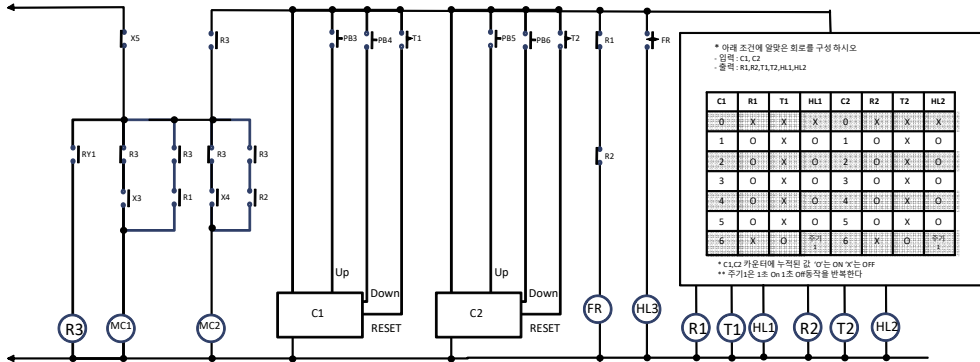 X5
R3
PB3
PB4
T1
PB5
PB6
T2
R1
FR
* 아래 조건에 알맞은 회로를 구성 하시오
- 입력 : C1, C2
- 출력 : R1,R2,T1,T2,HL1,HL2
C1 R1 T1 HL1 C2 R2 T2 HL2
0 X X X 0 X X X
1 O X O 1 O X O
2 O X O 2 O X O
3 O X O 3 O X O
4 O X O 4 O X O
5 O X O 5 O X O
6 X O 주기1 6 X O 주기1
* C1,C2 카운터에 누적된 값 'O'는 ON 'X'는 OFF
** 주기1은 1초 On 1초 Off동작을 반복한다
RY1
R3
R3
R3
R3
R2
X3
R1
X4
R2
Up
Down
RESET
C1
Up
Down
RESET
C2
R3
MC1
MC2
FR
HL3
R1
T1
HL1
R2
T2
HL2